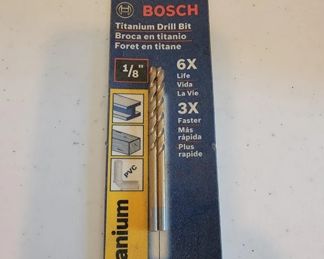 BOSCH
Titanium Drill Bit
Broca en titanio
Foret en titane
1/8"
6X
Life
Vida
La Vie
3X
Faster
Más
rápida
Plus
rapide
PVC
anium